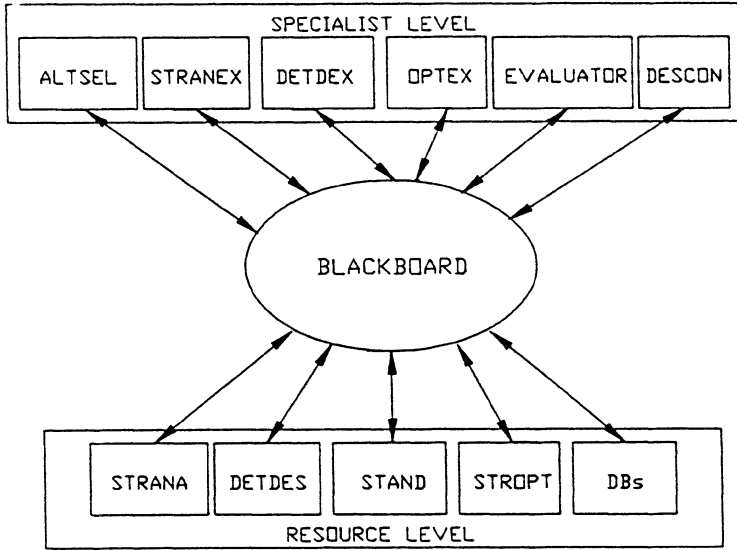 SPECIALIST LEVEL
ALTSEL STRANEX DETDEX OPTEX EVALUATOR DESCON
BLACKBOARD
STRANA DETDES STAND STROPT DBs
RESOURCE LEVEL